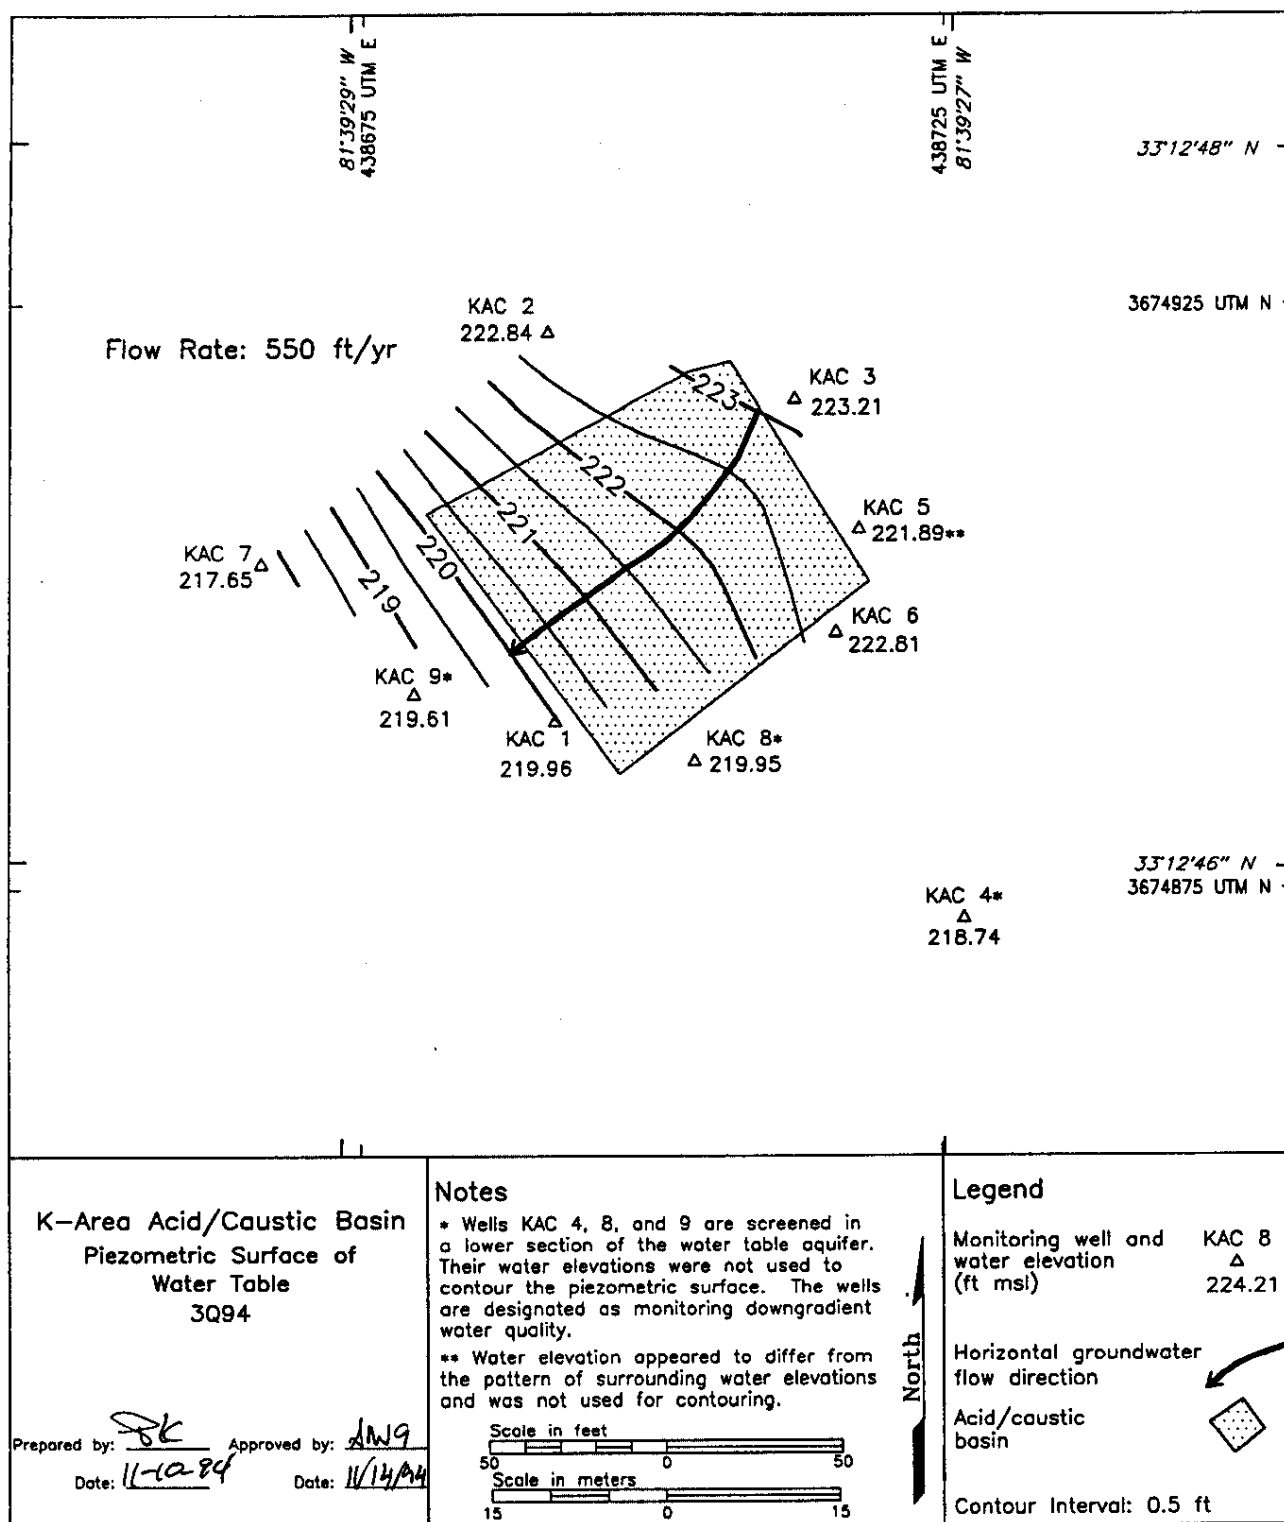 81°39'29" W
438675 UTM E
438725 UTM E
81°39'27" W
33°12'48" N
3674925 UTM N
KAC 2
222.84
Flow Rate: 550 ft/yr
KAC 3
223.21
223
222
KAC 5
221.89**
221
KAC 7
217.65
220
219
KAC 6
222.81
KAC 9*
219.61
KAC 1
219.96
KAC 8*
219.95
33°12'46" N
3674875 UTM N
KAC 4*
218.74
K-Area Acid/Caustic Basin
Piezometric Surface of
Water Table
3Q94
Prepared by:
Approved by:
Date: 11-10-94
Date: 11/14/94
Notes
* Wells KAC 4, 8, and 9 are screened in
a lower section of the water table aquifer.
Their water elevations were not used to
contour the piezometric surface. The wells
are designated as monitoring downgradient
water quality.
** Water elevation appeared to differ from
the pattern of surrounding water elevations
and was not used for contouring.
Scale in feet
50 0 50
Scale in meters
15 0 15
North
Legend
Monitoring well and
water elevation
(ft msl)
KAC 8
224.21
Horizontal groundwater
flow direction
Acid/caustic
basin
Contour Interval: 0.5 ft